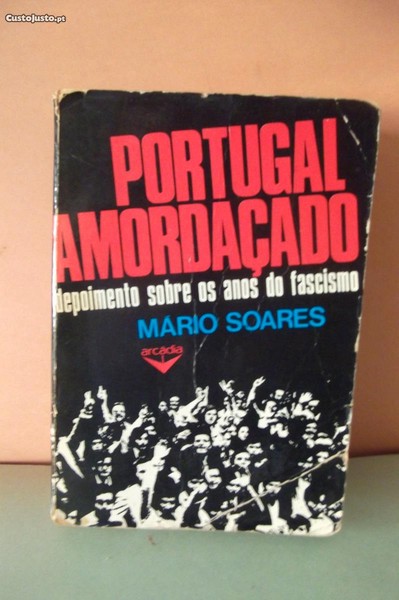 CustoJusto.pt
PORTUGAL
AMORDAÇADO
depoimento sobre os anos do fascismo
MÁRIO SOARES
arcádia